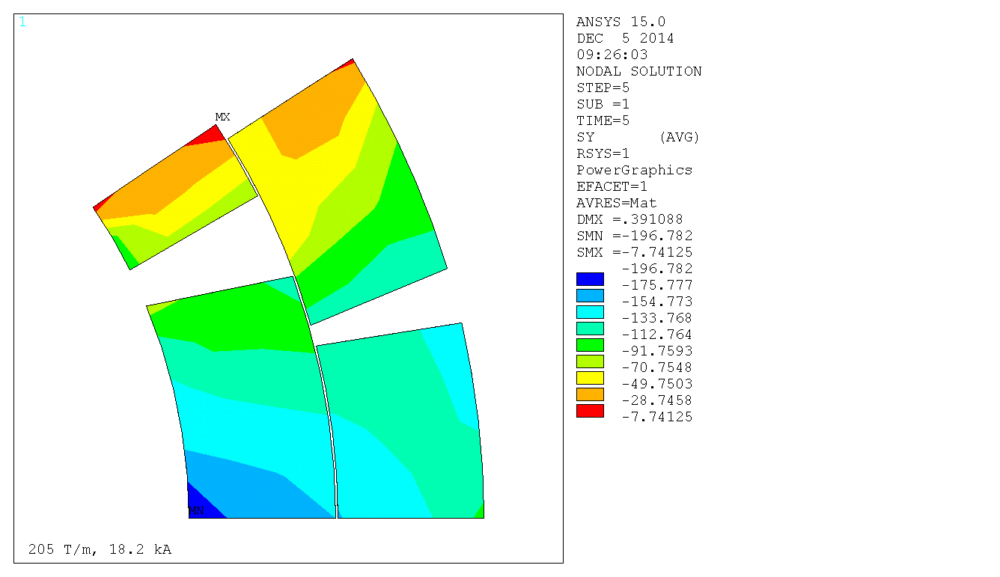 1
MX
MN
205 T/m, 18.2 kA
ANSYS 15.0
DEC  5 2014
09:26:03
NODAL SOLUTION
STEP=5
SUB =1
TIME=5
SY       (AVG)
RSYS=1
PowerGraphics
EFACET=1
AVRES=Mat
DMX =.391088
SMN =-196.782
SMX =-7.74125
-196.782
-175.777
-154.773
-133.768
-112.764
-91.7593
-70.7548
-49.7503
-28.7458
-7.74125